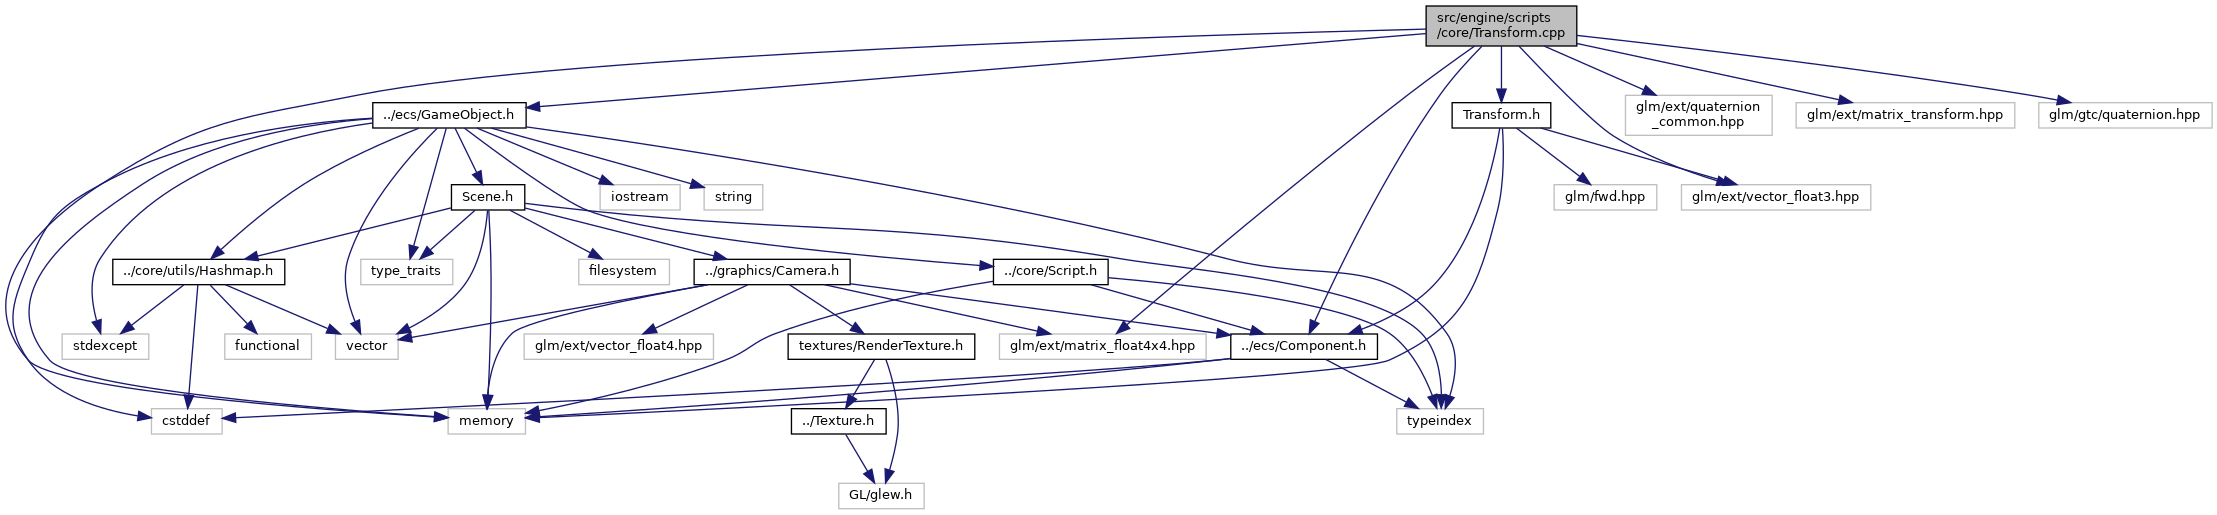 src/engine/scripts
/core/Transform.cpp
../ecs/GameObject.h
Transform.h
glm/ext/quaternion
_common.hpp
glm/ext/matrix_transform.hpp
glm/gtc/quaternion.hpp
Scene.h
iostream
string
glm/fwd.hpp
glm/ext/vector_float3.hpp
../core/utils/Hashmap.h
type_traits
filesystem
../graphics/Camera.h
../core/Script.h
stdexcept
functional
vector
glm/ext/vector_float4.hpp
textures/RenderTexture.h
glm/ext/matrix_float4x4.hpp
../ecs/Component.h
cstddef
memory
../Texture.h
typeindex
GL/glew.h